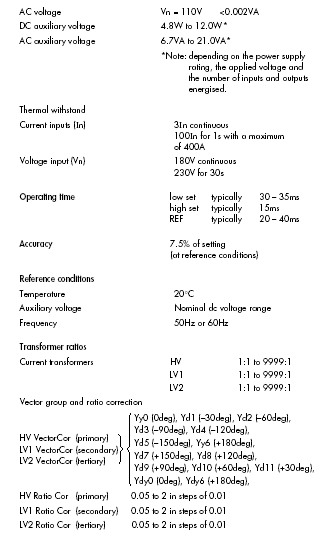 AC voltage Vn = 110V <0.002VA
DC auxiliary voltage 4.8W to 12.0W*
AC auxiliary voltage 6.7VA to 21.0VA*
*Note: depending on the power supply
rating, the applied voltage and
the number of inputs and outputs
energised.
Thermal withstand
Current inputs (In) 3In continuous
100In for 1s with a maximum
of 400A
Voltage input (Vn) 180V continuous
230V for 30s
Operating time low set typically 30 – 35ms
high set typically 15ms
REF typically 20 – 40ms
Accuracy 7.5% of setting
(at reference conditions)
Reference conditions
Temperature 20°C
Auxiliary voltage Nominal dc voltage range
Frequency 50Hz or 60Hz
Transformer ratios
Current transformers HV 1:1 to 9999:1
LV1 1:1 to 9999:1
LV2 1:1 to 9999:1
Vector group and ratio correction
Yy0 (0deg), Yd1 (–30deg), Yd2 (–60deg),
Yd3 (–90deg), Yd4 (–120deg),
HV VectorCor (primary) Yd5 (–150deg), Yy6 (+180deg),
LV1 VectorCor (secondary) Yd7 (+150deg), Yd8 (+120deg),
LV2 VectorCor (tertiary) Yd9 (+90deg), Yd10 (+60deg), Yd11 (+30deg),
Ydy0 (0deg), Ydy6 (+180deg),
HV Ratio Cor (primary) 0.05 to 2 in steps of 0.01
LV1 Ratio Cor (secondary) 0.05 to 2 in steps of 0.01
LV2 Ratio Cor (tertiary) 0.05 to 2 in steps of 0.01